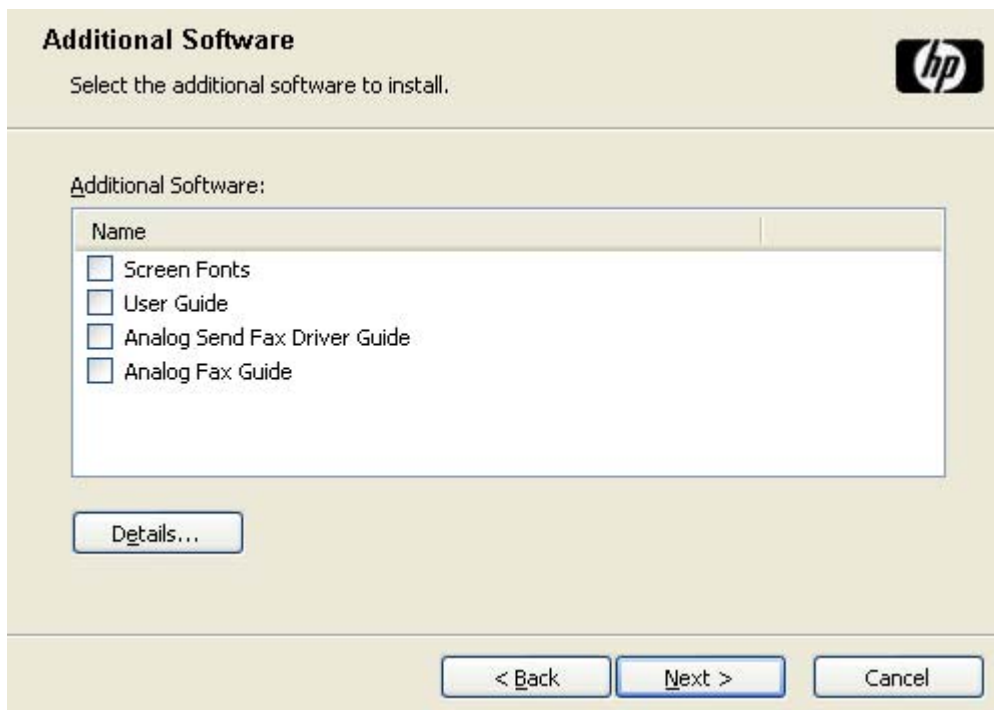 Additional Software
Select the additional software to install.
hp
Additional Software:
Name
Screen Fonts
User Guide
Analog Send Fax Driver Guide
Analog Fax Guide
Details...
< Back
Next >
Cancel